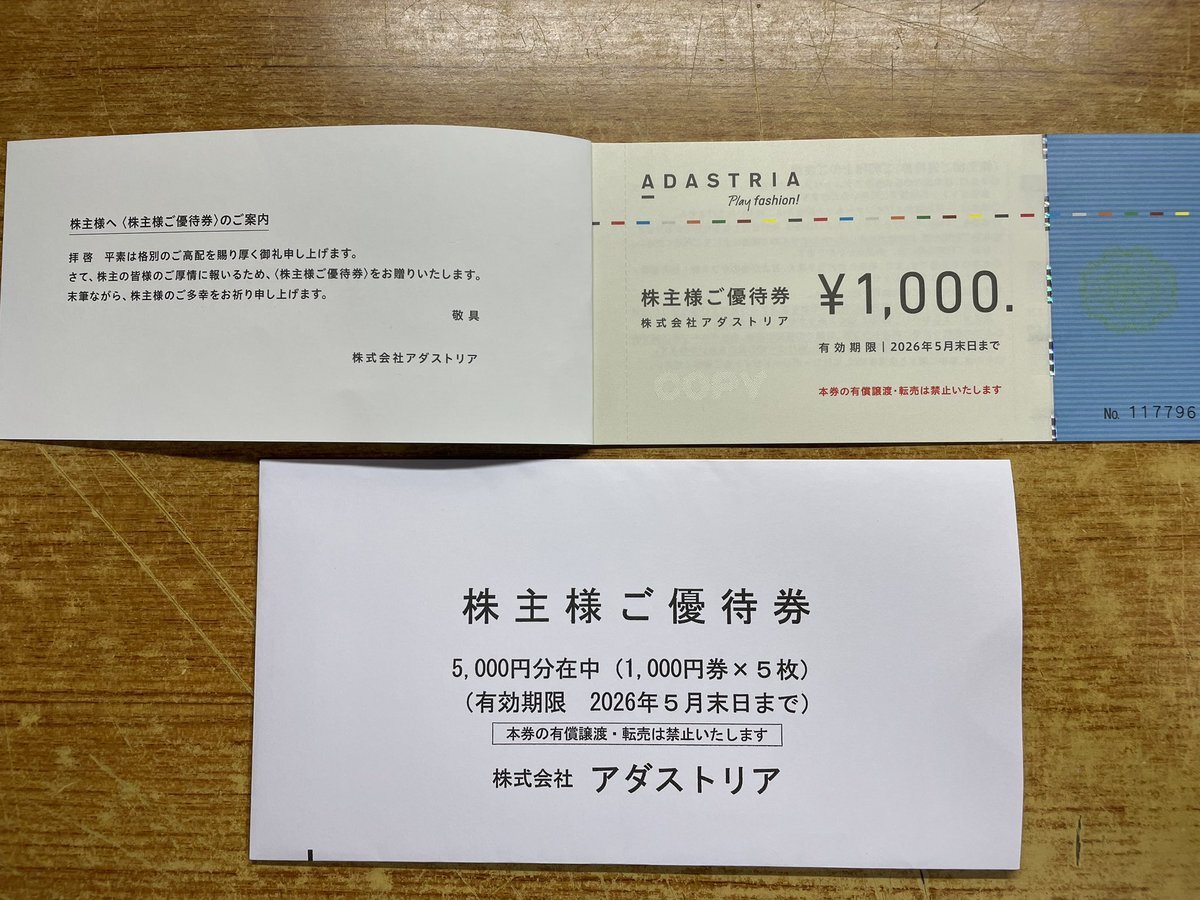 株主様へ〈株主様ご優待券〉のご案内
拝啓　平素は格別のご高配を賜り厚く御礼申し上げます。
さて、株主の皆様のご厚情に報いるため、〈株主様ご優待券〉をお贈りいたします。
末筆ながら、株主様のご多幸をお祈り申し上げます。
敬具
株式会社アダストリア
ADASTRIA
Play fashion!
株主様ご優待券
株式会社アダストリア
¥1,000.
有効期限 | 2026年5月末日まで
COPY
本券の有償譲渡・転売は禁止いたします
No. 117796
株主様ご優待券
5,000円分在中（1,000円券×５枚）
（有効期限　2026年５月末日まで）
本券の有償譲渡・転売は禁止いたします
株式会社 アダストリア